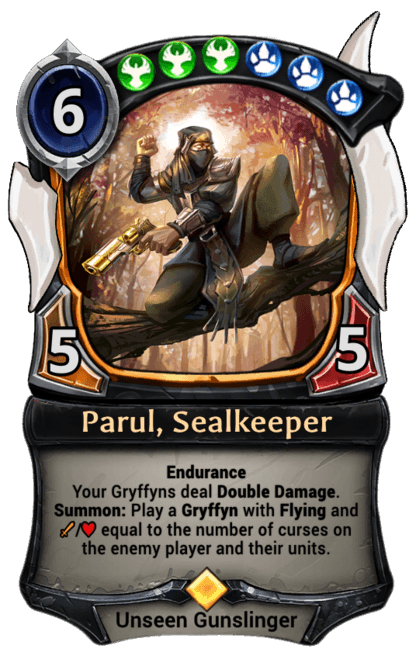 6
5
5
Parul, Sealkeeper
Endurance
Your Gryffyns deal Double Damage.
Summon: Play a Gryffyn with Flying and
/ equal to the number of curses on
the enemy player and their units.
Unseen Gunslinger